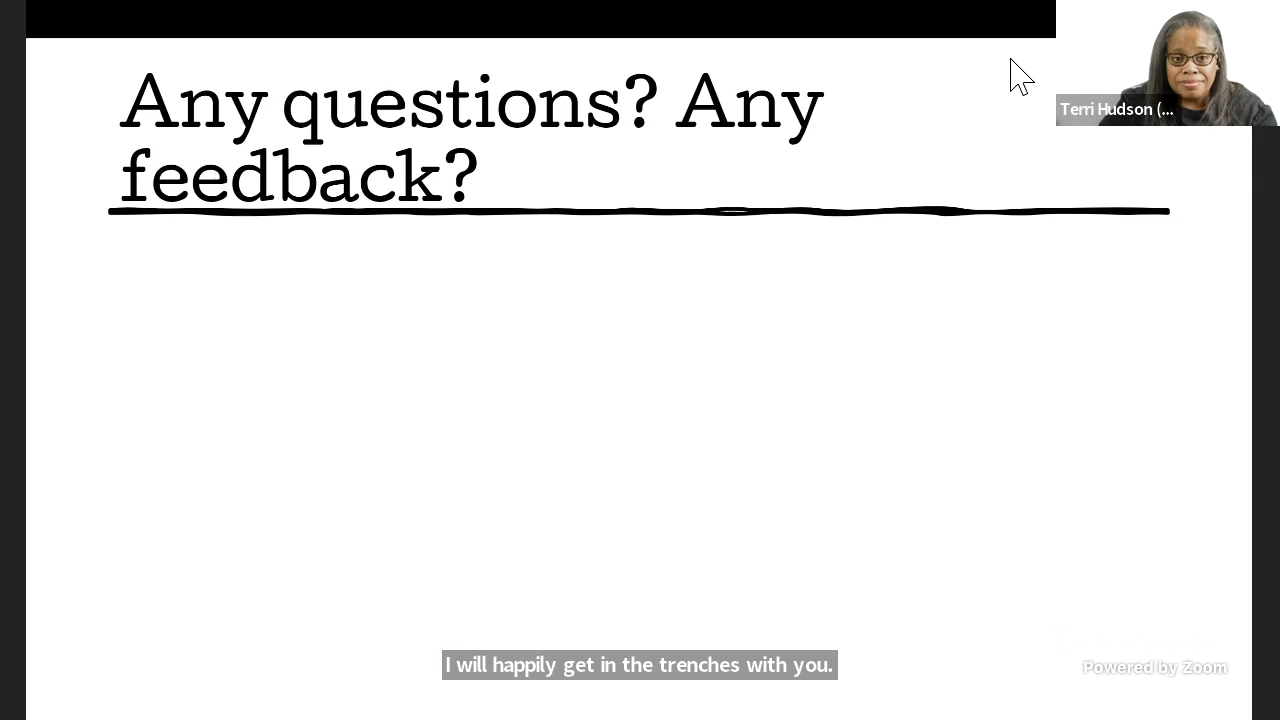 Any questions? Any
feedback?
Terri Hudson (...
I will happily get in the trenches with you.
Powered by Zoom